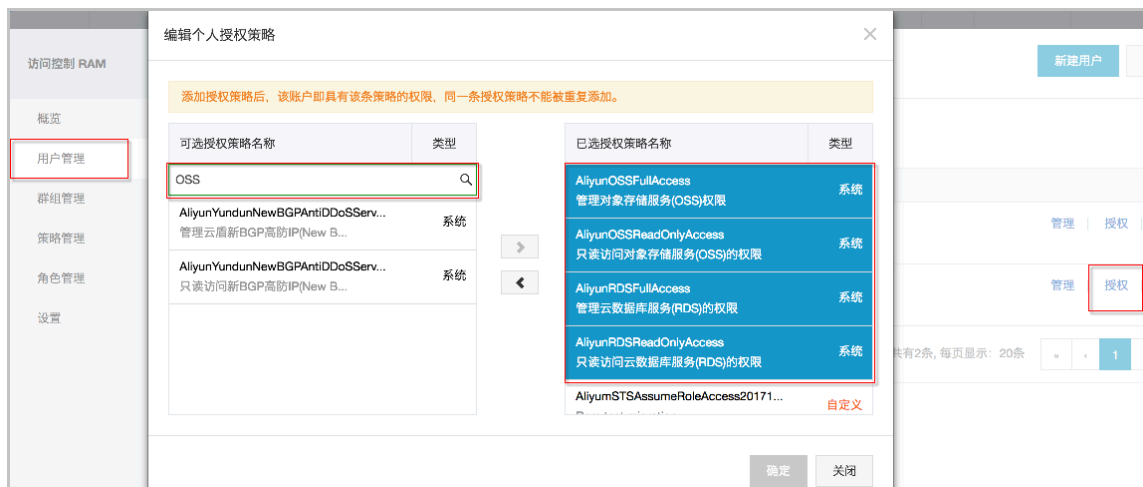 编辑个人授权策略
访问控制 RAM
新建用户
添加授权策略后，该账户即具有该条策略的权限，同一条授权策略不能被重复添加。
概览
用户管理
群组管理
策略管理
角色管理
设置
可选授权策略名称 类型
OSS
AliyunYundunNewBGPAntiDDoSServ... 系统
管理云盾新BGP高防IP(New B...
AliyunYundunNewBGPAntiDDoSServ... 系统
只读访问新BGP高防IP(New B...
已选授权策略名称 类型
AliyunOSSFullAccess 系统
管理对象存储服务(OSS)权限
AliyunOSSReadOnlyAccess 系统
只读访问对象存储服务(OSS)的权限
AliyunRDSFullAccess 系统
管理云数据库服务(RDS)的权限
AliyunRDSReadOnlyAccess 系统
只读访问云数据库服务(RDS)的权限
AliyumSTSAssumeRoleAccess20171... 自定义
管理 授权
管理 授权
共有2条, 每页显示：20条 « ‹ 1
确定 关闭